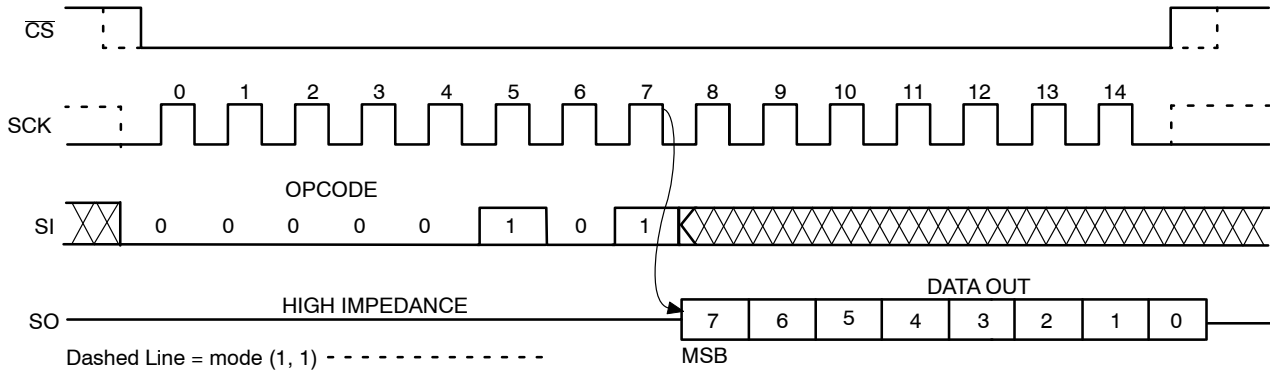 CS
0 1 2 3 4 5 6 7 8 9 10 11 12 13 14
SCK
OPCODE
SI 0 0 0 0 0 1 0 1
DATA OUT
HIGH IMPEDANCE
SO 7 6 5 4 3 2 1 0
Dashed Line = mode (1, 1)
MSB